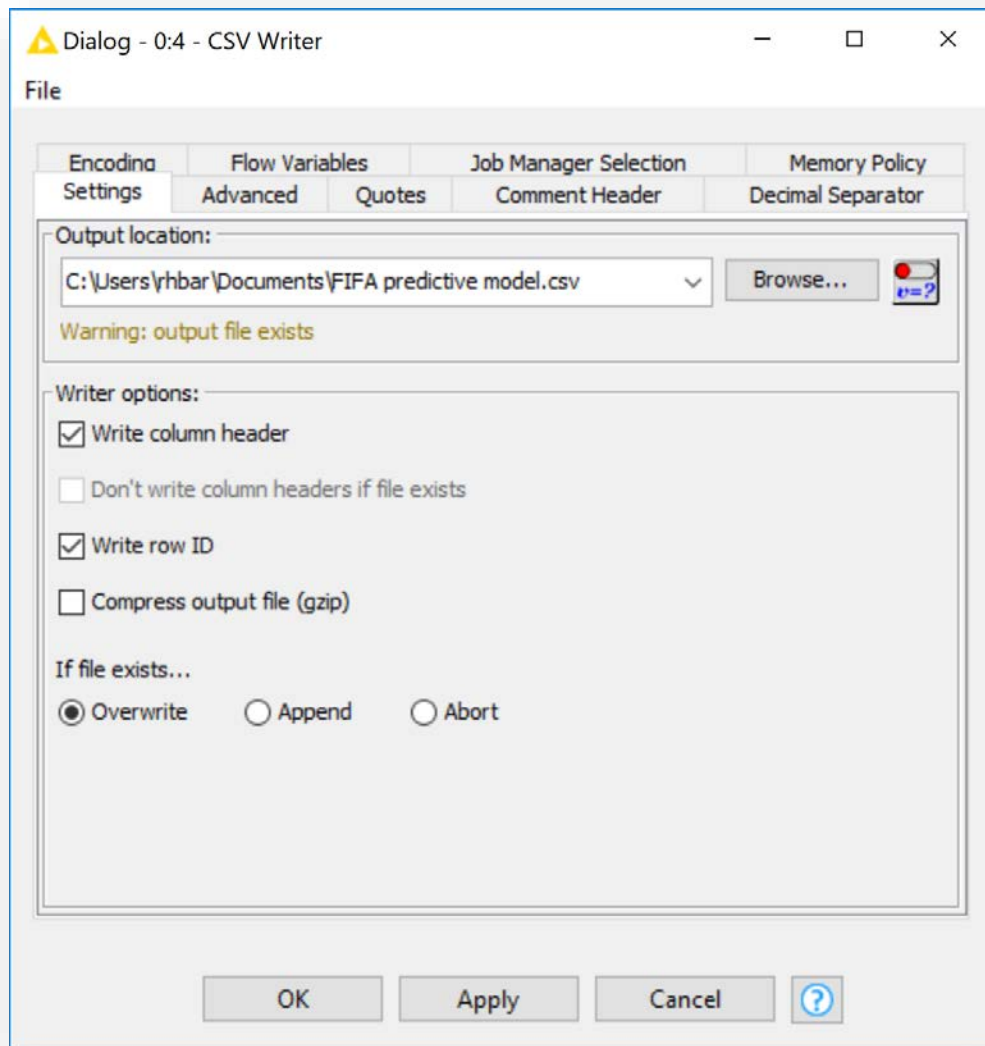 Dialog - 0:4 - CSV Writer
File
Encoding Flow Variables Job Manager Selection Memory Policy
Settings Advanced Quotes Comment Header Decimal Separator
Output location:
C:\Users\rhbar\Documents\FIFA predictive model.csv Browse... v=?
Warning: output file exists
Writer options:
Write column header
Don't write column headers if file exists
Write row ID
Compress output file (gzip)
If file exists...
Overwrite Append Abort
OK Apply Cancel ?